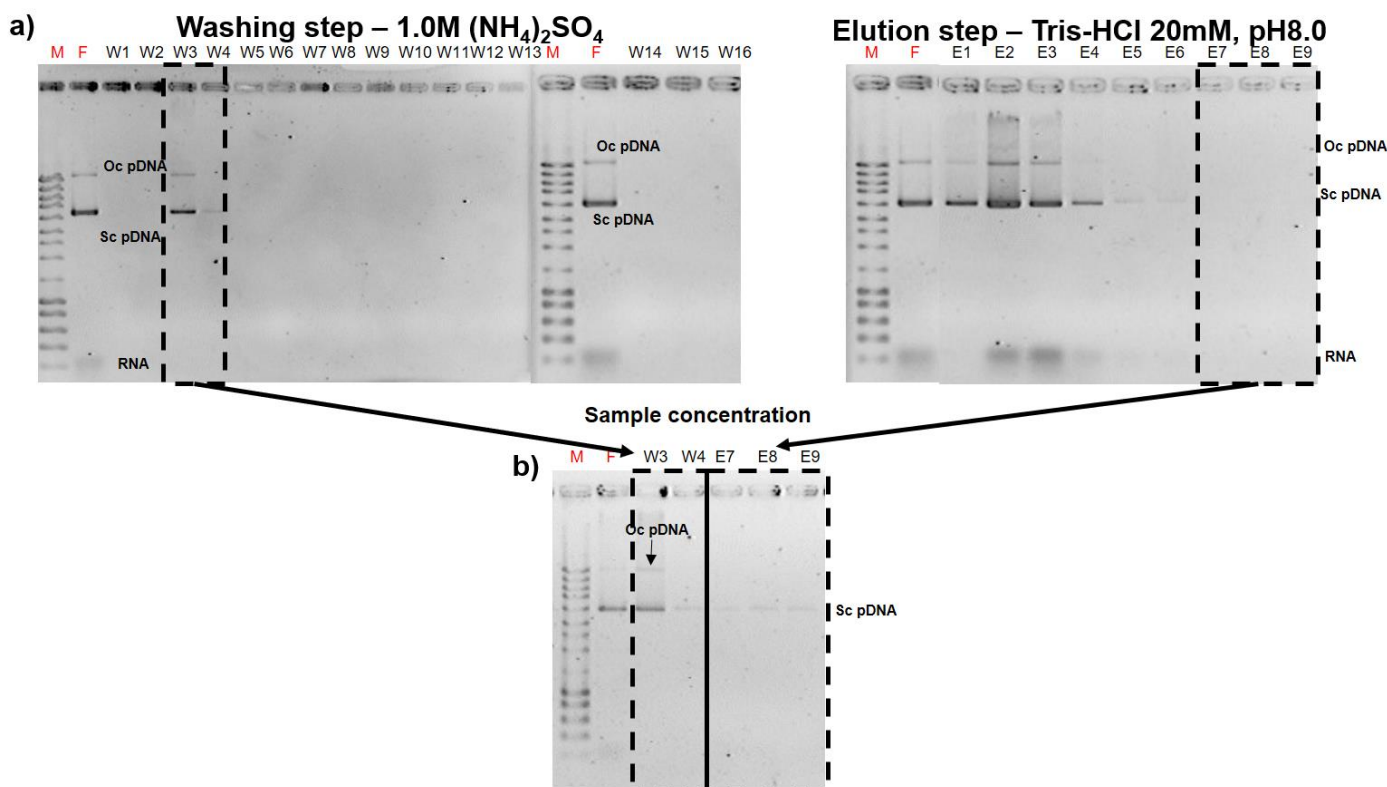 a)
Washing step – 1.0M (NH₄)₂SO₄
M F W1 W2 W3 W4 W5 W6 W7 W8 W9 W10 W11 W12 W13 M F W14 W15 W16
Oc pDNA
Sc pDNA
RNA
Oc pDNA
Sc pDNA
Elution step – Tris-HCl 20mM, pH8.0
M F E1 E2 E3 E4 E5 E6 E7 E8 E9
Oc pDNA
Sc pDNA
RNA
Sample concentration
b)
M F W3 W4 E7 E8 E9
Oc pDNA
Sc pDNA